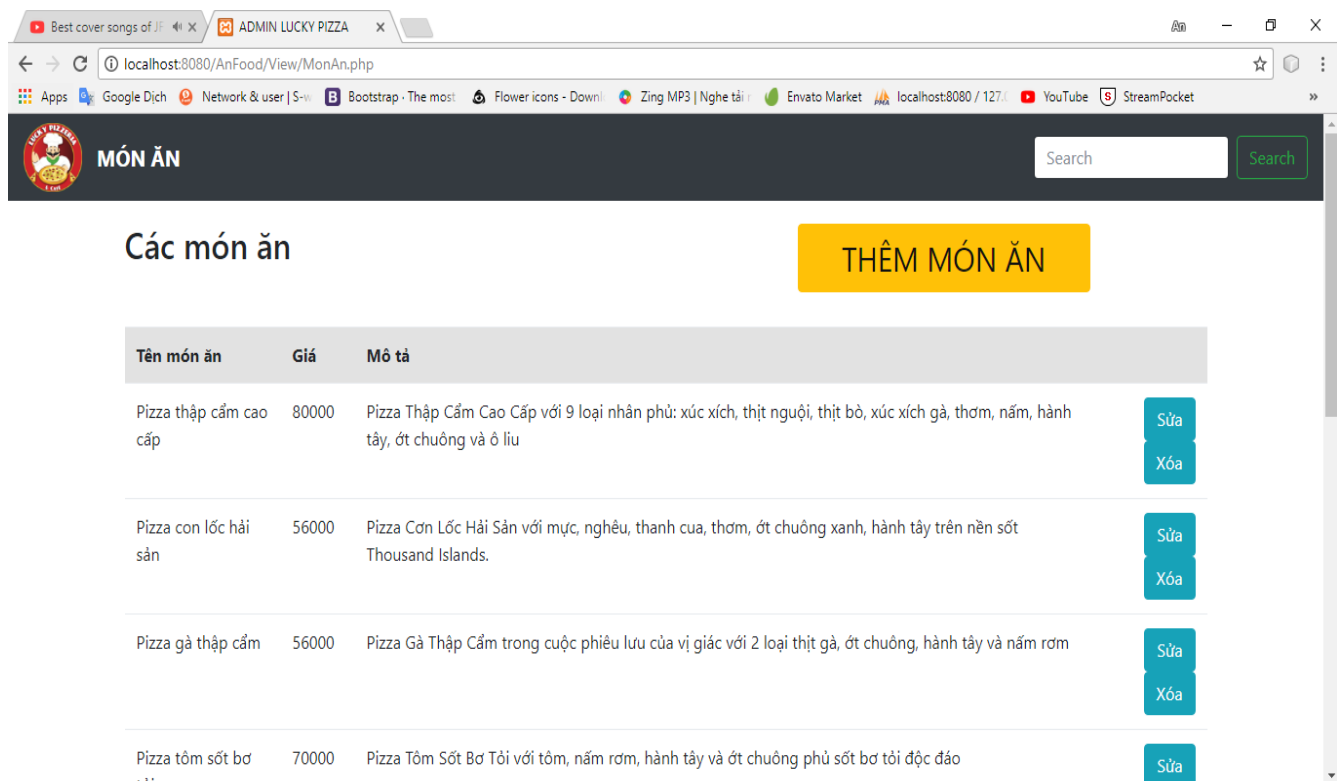 Best cover songs of JF
ADMIN LUCKY PIZZA
An
localhost:8080/AnFood/View/MonAn.php
Apps Google Dịch Network & user | S-w Bootstrap · The most Flower icons - Downl Zing MP3 | Nghe tải Envato Market localhost:8080 / 127. YouTube StreamPocket »
LUCKY PIZZERIA
MÓN ĂN
Search
Search
Các món ăn
THÊM MÓN ĂN
Tên món ăn Giá Mô tả
Pizza thập cẩm cao 80000 Pizza Thập Cẩm Cao Cấp với 9 loại nhân phủ: xúc xích, thịt nguội, thịt bò, xúc xích gà, thơm, nấm, hành
cấp tây, ớt chuông và ô liu
Sửa
Xóa
Pizza con lốc hải 56000 Pizza Cơn Lốc Hải Sản với mực, nghêu, thanh cua, thơm, ớt chuông xanh, hành tây trên nền sốt
sản Thousand Islands.
Sửa
Xóa
Pizza gà thập cẩm 56000 Pizza Gà Thập Cẩm trong cuộc phiêu lưu của vị giác với 2 loại thịt gà, ớt chuông, hành tây và nấm rơm
Sửa
Xóa
Pizza tôm sốt bơ 70000 Pizza Tôm Sốt Bơ Tỏi với tôm, nấm rơm, hành tây và ớt chuông phủ sốt bơ tỏi độc đáo
Sửa